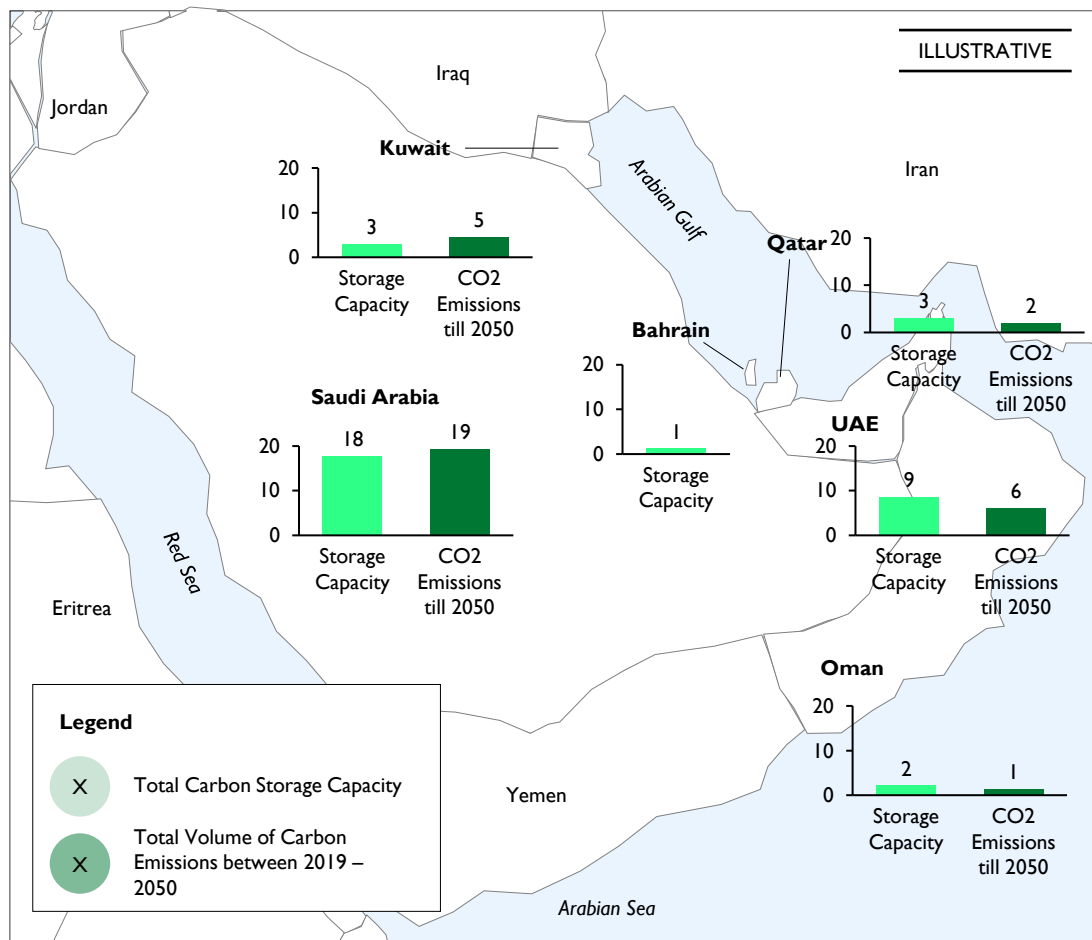 ILLUSTRATIVE
Iraq
Jordan
Kuwait
Iran
Arabian Gulf
20
10
0
3
5
Storage
Capacity
CO2
Emissions
till 2050
Qatar
20
10
0
3
2
Storage
Capacity
CO2
Emissions
till 2050
Bahrain
20
10
0
1
Storage
Capacity
Saudi Arabia
20
10
0
18
19
Storage
Capacity
CO2
Emissions
till 2050
UAE
20
10
0
9
6
Storage
Capacity
CO2
Emissions
till 2050
Red Sea
Eritrea
Oman
20
10
0
2
1
Storage
Capacity
CO2
Emissions
till 2050
Yemen
Arabian Sea
Legend
X
Total Carbon Storage Capacity
X
Total Volume of Carbon
Emissions between 2019 –
2050